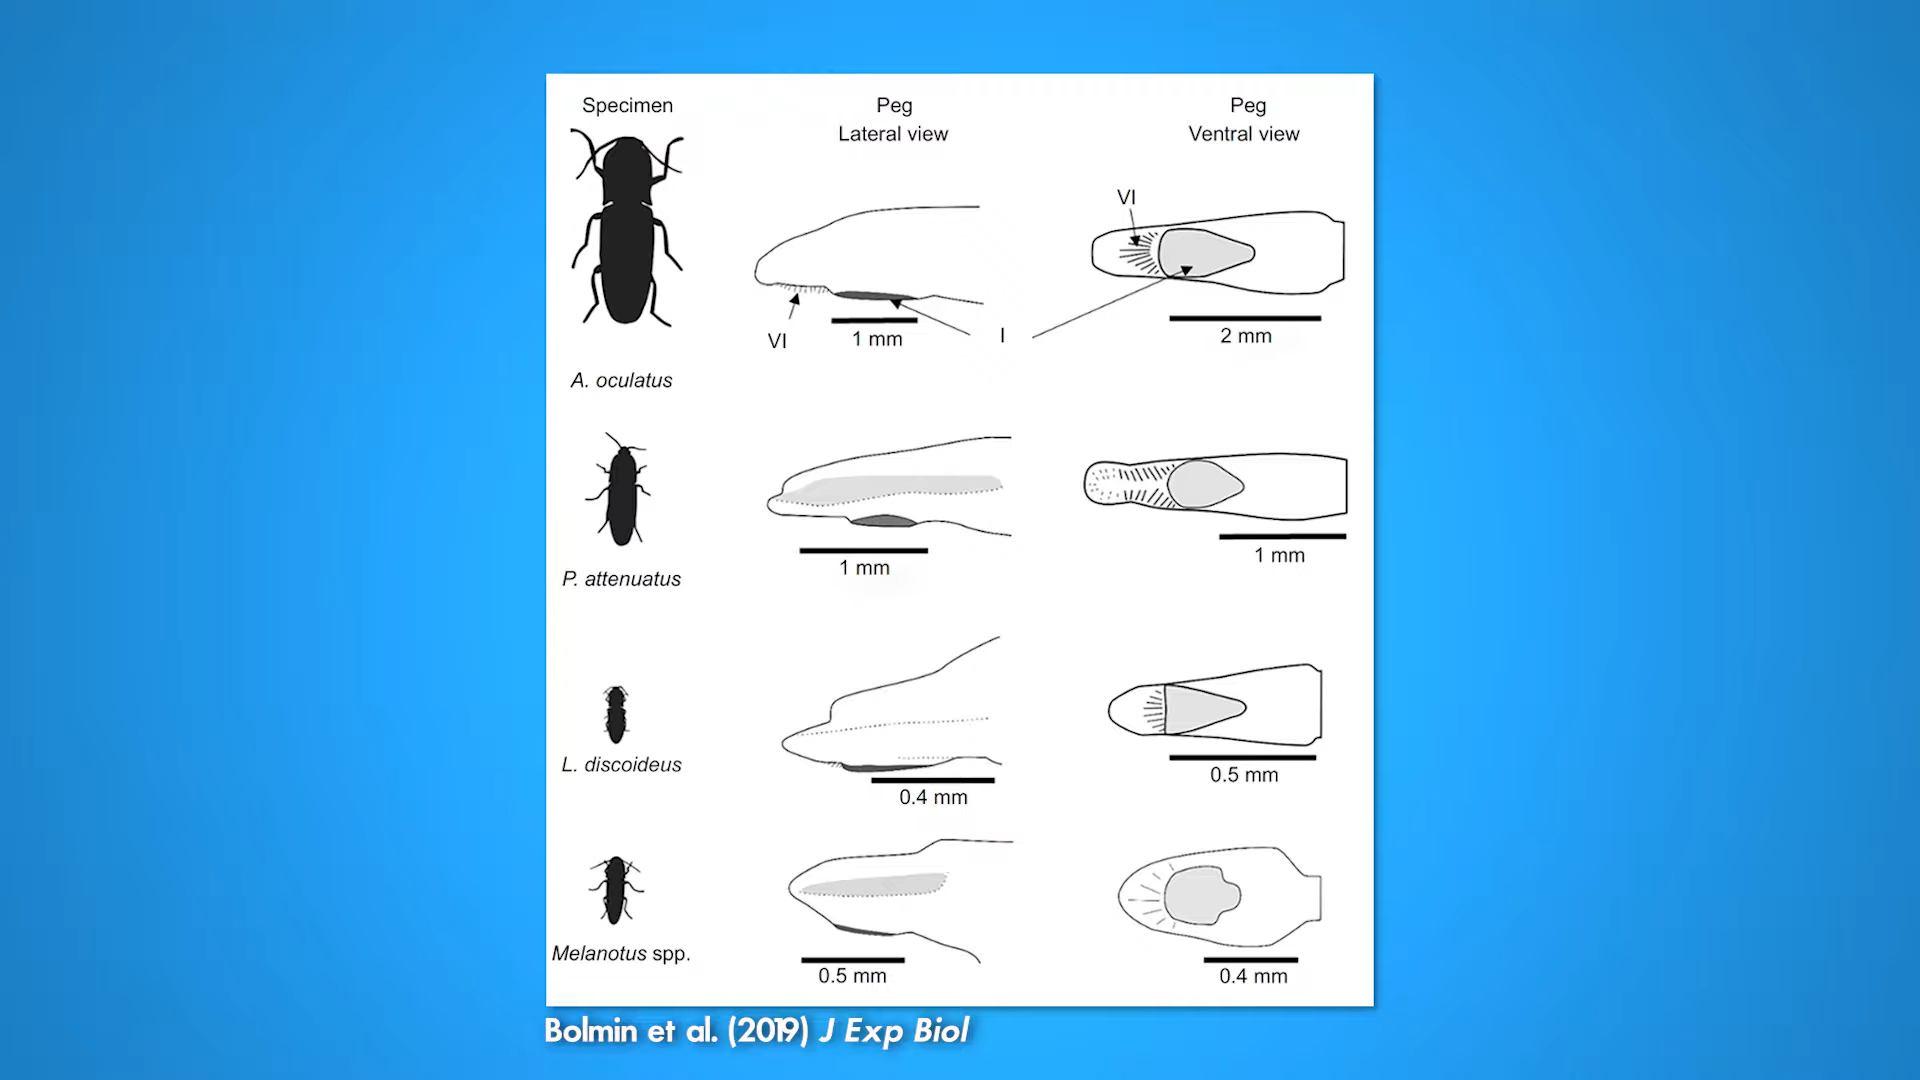 Specimen
Peg
Lateral view
Peg
Ventral view
VI
VI
1 mm
I
2 mm
A. oculatus
1 mm
1 mm
P. attenuatus
L. discoideus
0.4 mm
0.5 mm
Melanotus spp.
0.5 mm
0.4 mm
Bolmin et al. (2019) J Exp Biol